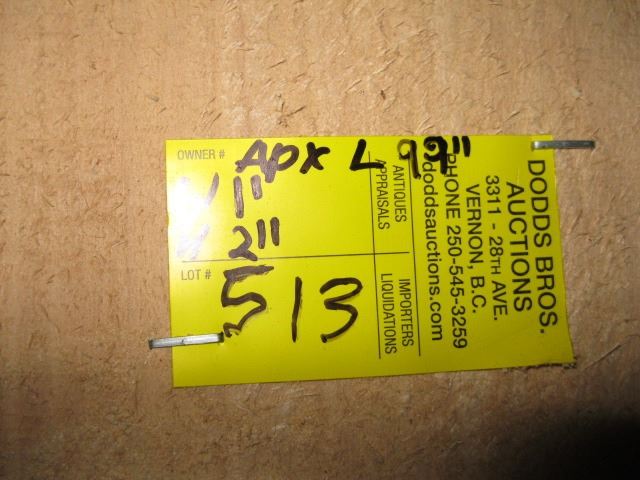 OWNER #
APX L 99"
W 1"
H 2"
LOT #
513
DODDS BROS.
AUCTIONS
3311 - 28TH AVE.
VERNON, B.C.
PHONE 250-545-3259
doddsauctions.com
ANTIQUES IMPORTERS
APPRAISALS LIQUIDATIONS